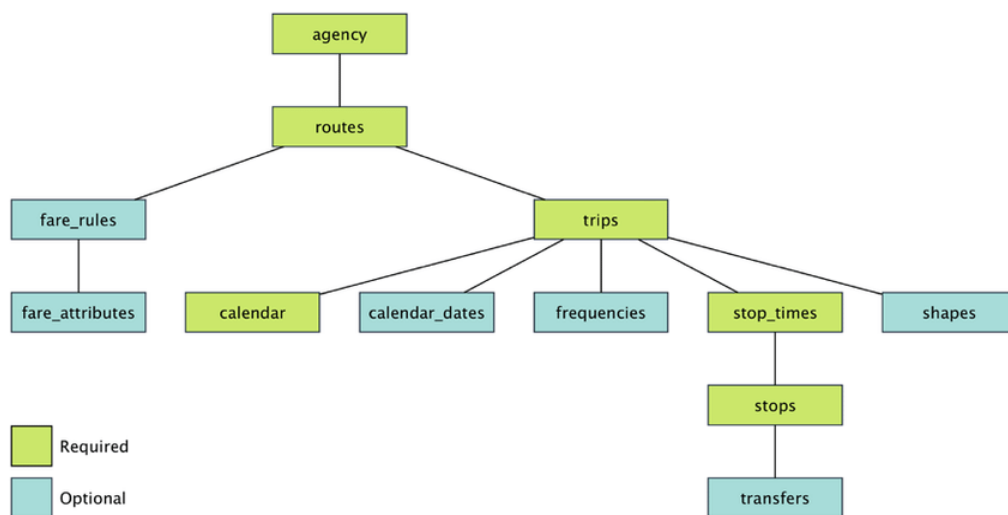 agency
routes
fare_rules
trips
fare_attributes
calendar
calendar_dates
frequencies
stop_times
shapes
stops
Required
Optional
transfers